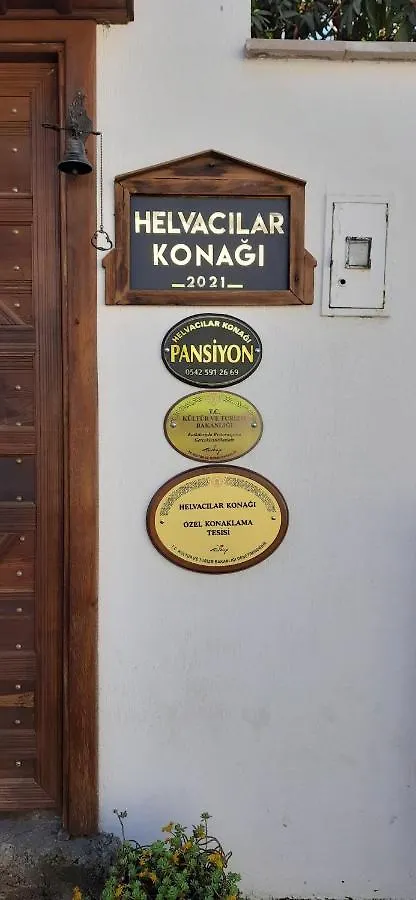 HELVACILAR
KONAĞI
2021
HELVACILAR KONAĞI
PANSİYON
0542 591 26 69
T.C.
KÜLTÜR VE TURİZM
BAKANLIĞI
HELVACILAR KONAĞI
ÖZEL KONAKLAMA
TESİSİ